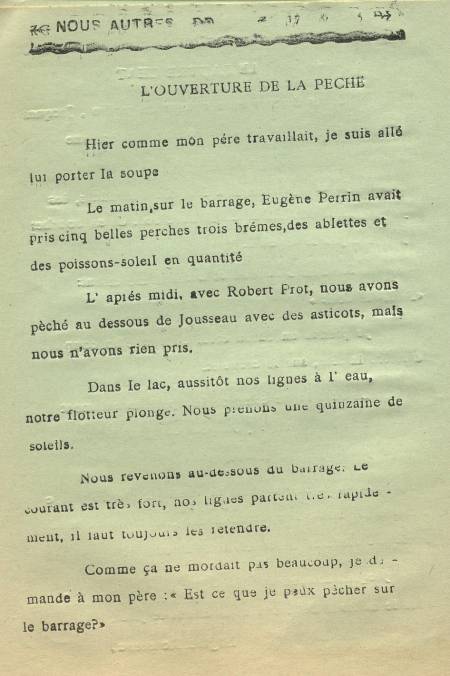 NOUS AUTRES
L'OUVERTURE DE LA PECHE
Hier comme mon pére travaillait, je suis allé
lui porter la soupe
Le matin,sur le barrage, Eugène Perrin avait
pris cinq belles perches trois brémes,des ablettes et
des poissons-soleil en quantité
L' aprés midi, avec Robert Prot, nous avons
pèché au dessous de Jousseau avec des asticots, mais
nous n'avons rien pris.
Dans le lac, aussitôt nos lignes à l' eau,
notre flotteur plonge. Nous prenons une quinzaine de
soleils.
Nous revenons au-dessous du barrage. Le
courant est très fort, nos lignes partent très rapide -
ment, il faut toujours les retendre.
Comme ça ne mordait pas beaucoup, je de -
mande à mon père :« Est ce que je peux pècher sur
le barrage?»